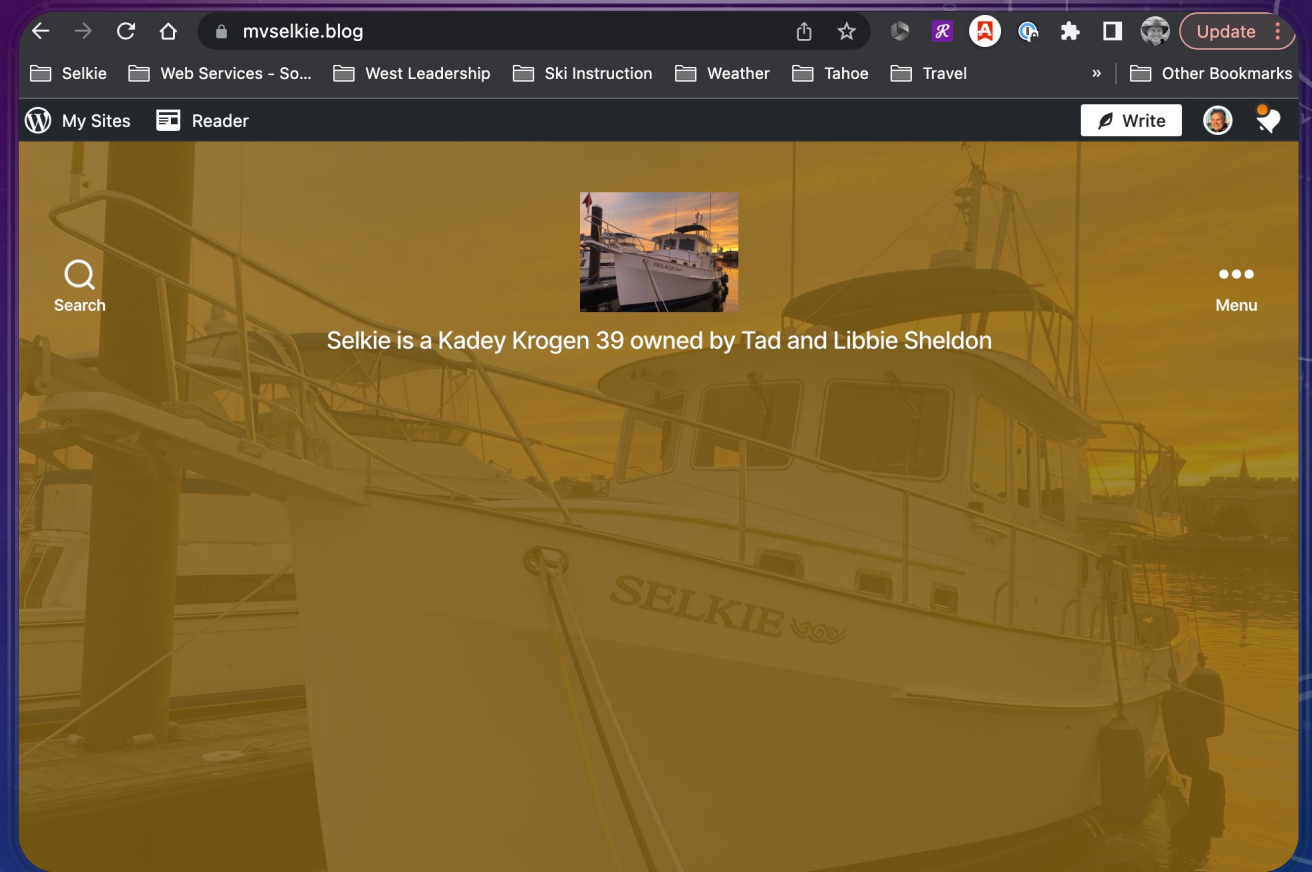 mvselkie.blog
Update
Selkie
Web Services - So...
West Leadership
Ski Instruction
Weather
Tahoe
Travel
»
Other Bookmarks
My Sites
Reader
Write
Search
Menu
SELKIE
Selkie is a Kadey Krogen 39 owned by Tad and Libbie Sheldon
SELKIE